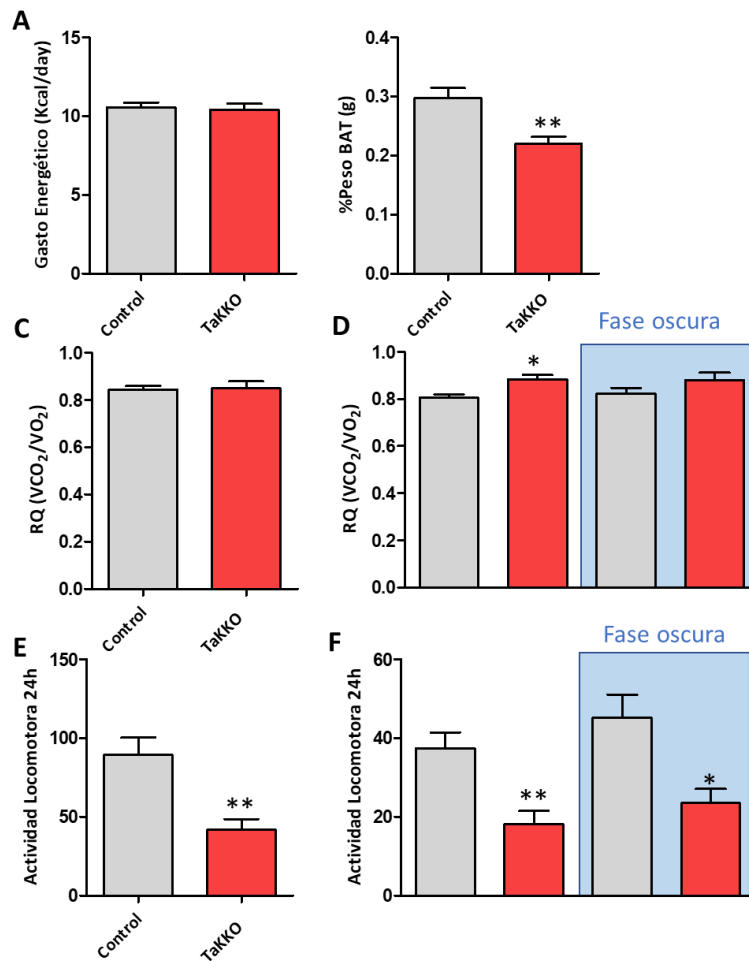 A
Gasto Energético (Kcal/day)
15
10
5
0
Control
TaKKO
%Peso BAT (g)
0.4
0.3
0.2
0.1
0.0
**
Control
TaKKO
C
RQ (VCO₂/VO₂)
1.0
0.8
0.6
0.4
0.2
0.0
Control
TaKKO
D
Fase oscura
RQ (VCO₂/VO₂)
1.0
0.8
0.6
0.4
0.2
0.0
*
E
Actividad Locomotora 24h
150
100
50
0
**
Control
TaKKO
F
Fase oscura
Actividad Locomotora 24h
60
40
20
0
**
*